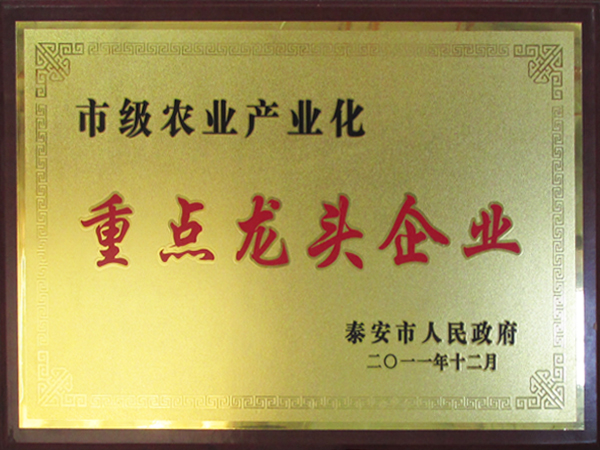 市级农业产业化
重点龙头企业
泰安市人民政府
二〇一一年十二月